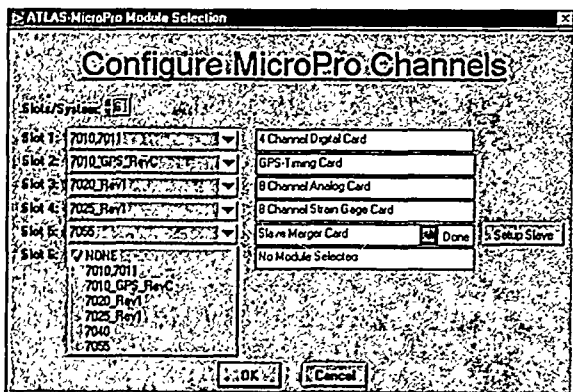 ATLAS-MicroPro Module Selection
Configure MicroPro Channels
Slots/System: 6
Slot 1: 7010,7011 4 Channel Digital Card
Slot 2: 7010_GPS_RevC GPS-Timing Card
Slot 3: 7020_Rev1 8 Channel Analog Card
Slot 4: 7025_Rev1 8 Channel Strain Gage Card
Slot 5: 7055 Slave Merger Card Done Setup Slave
Slot 6: NONE No Module Selected
7010,7011
7010_GPS_RevC
7020_Rev1
7025_Rev1
7040
7055
OK Cancel